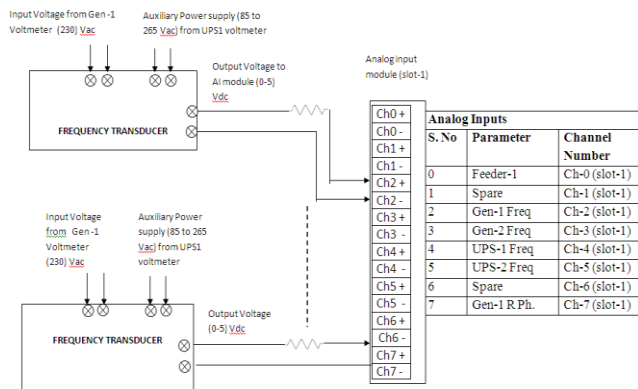 Input Voltage from Gen -1
Voltmeter (230) Vac
Auxiliary Power supply (85 to
265 Vac) from UPS1 voltmeter
Output Voltage to
AI module (0-5)
Vdc
FREQUENCY TRANSDUCER
Analog input
module (slot-1)
Ch0 +
Ch0 -
Ch1 +
Ch1 -
Ch2 +
Ch2 -
Ch3 +
Ch3 -
Ch4 +
Ch4 -
Ch5 +
Ch5 -
Ch6 +
Ch6 -
Ch7 +
Ch7 -
Analog Inputs
S. No Parameter Channel Number
0 Feeder-1 Ch-0 (slot-1)
1 Spare Ch-1 (slot-1)
2 Gen-1 Freq Ch-2 (slot-1)
3 Gen-2 Freq Ch-3 (slot-1)
4 UPS-1 Freq Ch-4 (slot-1)
5 UPS-2 Freq Ch-5 (slot-1)
6 Spare Ch-6 (slot-1)
7 Gen-1 R Ph. Ch-7 (slot-1)
Input Voltage
from Gen -1
Voltmeter
(230) Vac
Auxiliary Power
supply (85 to 265
Vac) from UPS1
voltmeter
Output Voltage
(0-5) Vdc
FREQUENCY TRANSDUCER